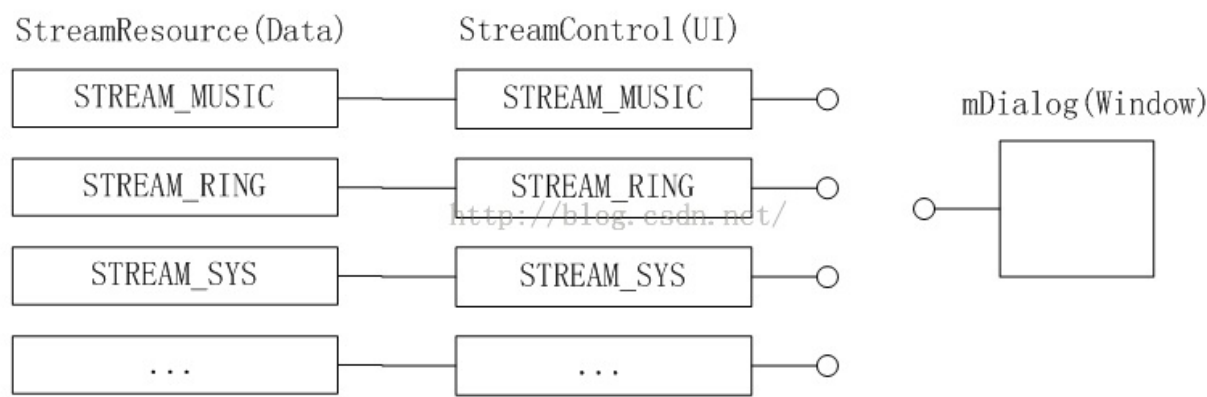 StreamResource(Data)
StreamControl(UI)
STREAM_MUSIC
STREAM_MUSIC
mDialog(Window)
STREAM_RING
STREAM_RING
http://blog.csdn.net/
STREAM_SYS
STREAM_SYS
...
...